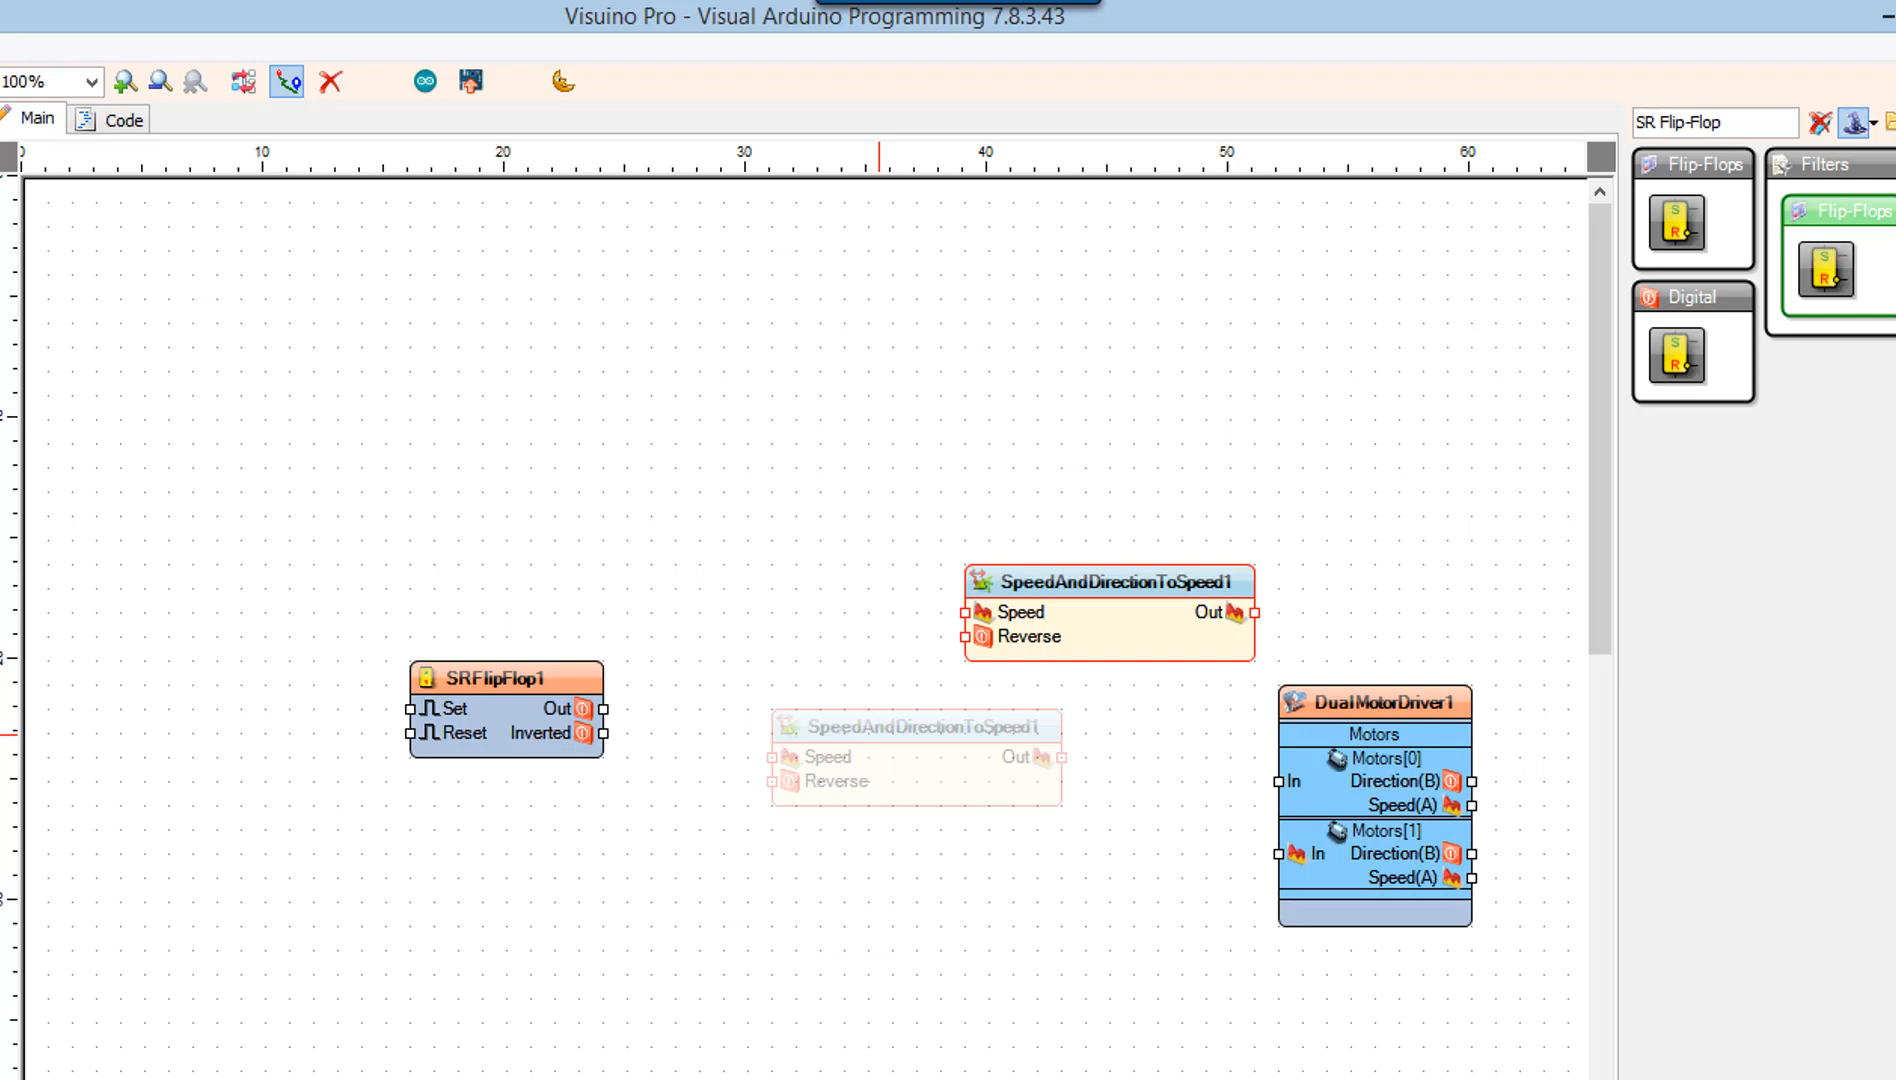 Visuino Pro - Visual Arduino Programming 7.8.3.43
100%
Main
Code
SR Flip-Flop
10
20
30
40
50
60
Flip-Flops
Filters
S
R
Flip-Flops
S
R
Digital
S
R
SpeedAndDirectionToSpeed1
Speed
Out
Reverse
SRFlipFlop1
Set
Out
Reset
Inverted
SpeedAndDirectionToSpeed1
Speed
Out
Reverse
DualMotorDriver1
Motors
Motors[0]
In
Direction(B)
Speed(A)
Motors[1]
In
Direction(B)
Speed(A)